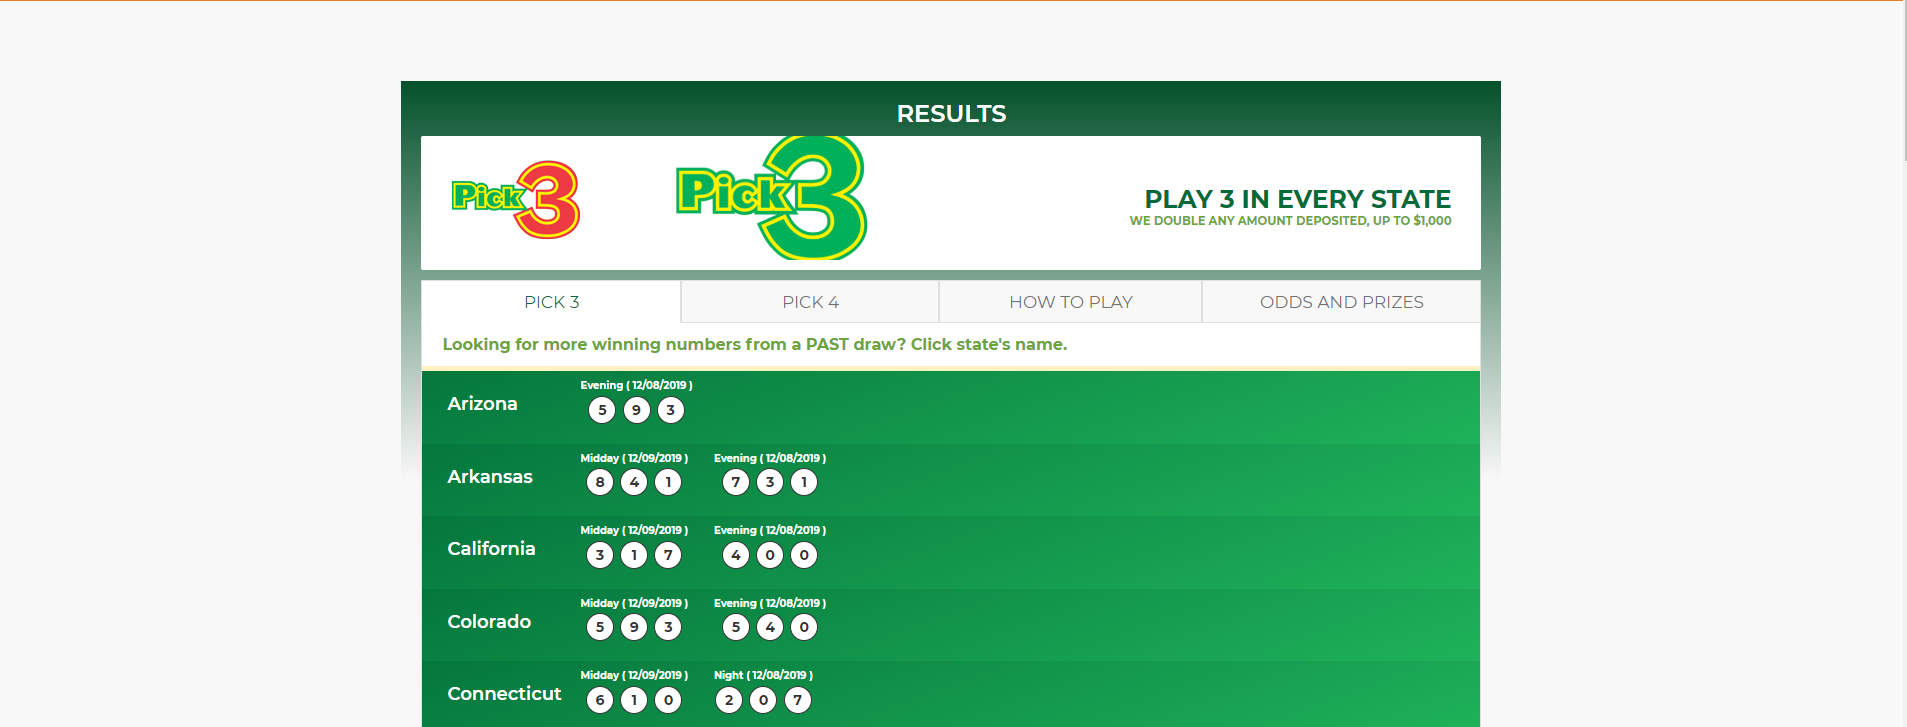 RESULTS
Pick 3
Pick 3
PLAY 3 IN EVERY STATE
WE DOUBLE ANY AMOUNT DEPOSITED, UP TO $1,000
PICK 3 PICK 4 HOW TO PLAY ODDS AND PRIZES
Looking for more winning numbers from a PAST draw? Click state's name.
Evening ( 12/08/2019 )
Arizona 5 9 3
Midday ( 12/09/2019 ) Evening ( 12/08/2019 )
Arkansas 8 4 1 7 3 1
Midday ( 12/09/2019 ) Evening ( 12/08/2019 )
California 3 1 7 4 0 0
Midday ( 12/09/2019 ) Evening ( 12/08/2019 )
Colorado 5 9 3 5 4 0
Midday ( 12/09/2019 ) Night ( 12/08/2019 )
Connecticut 6 1 0 2 0 7